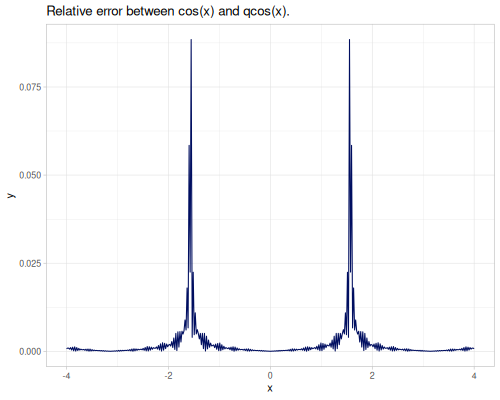 Relative error between cos(x) and qcos(x).
0.075
0.050
0.025
0.000
y
-4 -2 0 2 4
x